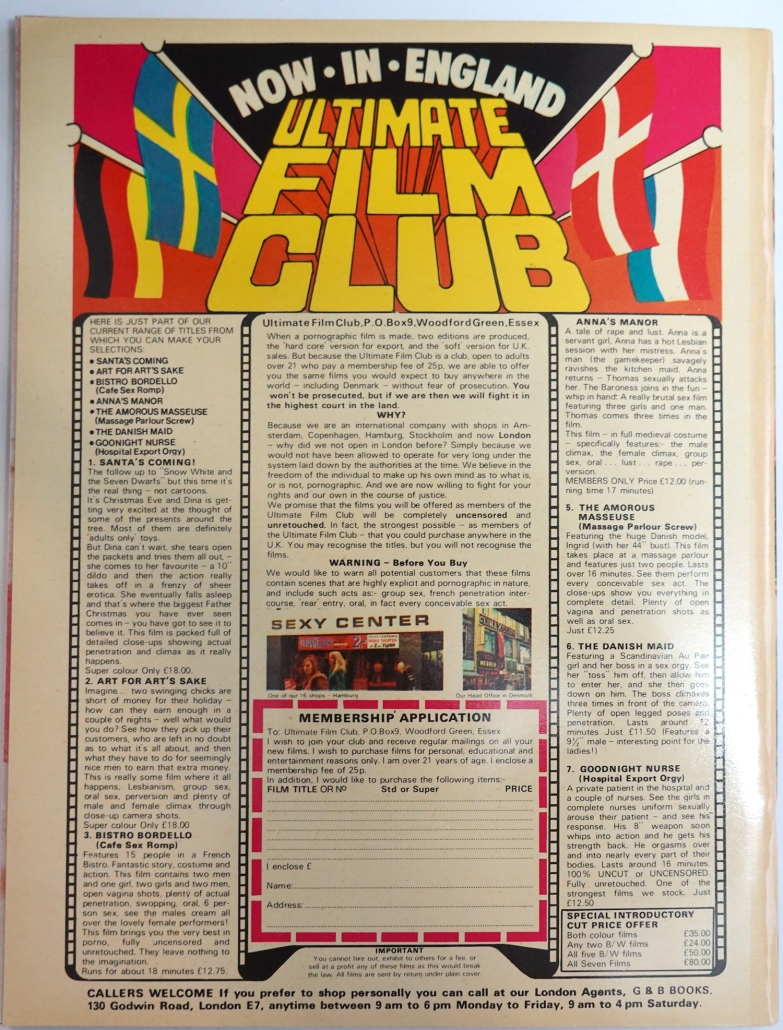 NOW • IN • ENGLAND
ULTIMATE
FILM
CLUB
HERE IS JUST PART OF OUR
CURRENT RANGE OF TITLES FROM
WHICH YOU CAN MAKE YOUR
SELECTIONS:
• SANTA'S COMING
• ART FOR ART'S SAKE
• BISTRO BORDELLO
(Cafe Sex Romp)
• ANNA'S MANOR
• THE AMOROUS MASSEUSE
(Massage Parlour Screw)
• THE DANISH MAID
• GOONIGHT NURSE
(Hospital Export Orgy)
1. SANTA'S COMING!
The follow up to "Snow White and
the Seven Dwarfs" but this time it's
the real thing – not cartoons.
It's Christmas Eve and Dina is get-
ting very excited at the thought of
some of the presents around the
tree. Most of them are definitely
'adults only' toys.
But Dina can't wait, she tears open
the packets and tries them all out, –
she comes to her favourite – a 10"
dildo and then the action really
takes off in a frenzy of sheer
erotica. She eventually falls asleep
and that's where the biggest Father
Christmas you have ever seen
comes in – you have got to see it to
believe it. This film is packed full of
detailed close-ups showing actual
penetration and climax as it really
happens.
Super colour Only £18.00.
2. ART FOR ART'S SAKE
Imagine... two swinging chicks are
short of money for their holiday –
how can they earn enough in a
couple of nights – well what would
you do? See how they pick up their
customers, who are left in no doubt
as to what it's all about, and then
what they have to do for seemingly
nice men to earn that extra money.
This is really some film where it all
happens, Lesbianism, group sex,
oral sex, perversion and plenty of
male and female climax through
close-up camera shots.
Super colour Only £18.00
3. BISTRO BORDELLO
(Cafe Sex Romp)
Features 15 people in a French
Bistro. Fantastic story, costume and
action. This film contains two men
and one girl, two girls and two men,
open vagina shots, plenty of actual
penetration, swopping, oral, 6 per-
son sex, see the males cream all
over the lovely female performers!
This film brings you the very best in
porno, fully uncensored and
unretouched. They leave nothing to
the imagination.
Runs for about 18 minutes £12.75.
Ultimate Film Club, P.O. Box 9, Woodford Green, Essex
When a pornographic film is made, two editions are produced,
the 'hard core' version for export, and the 'soft' version for U.K.
sales. But because the Ultimate Film Club is a club, open to adults
over 21 who pay a membership fee of 25p, we are able to offer
you the same films you would expect to buy anywhere in the
world – including Denmark – without fear of prosecution. You
won't be prosecuted, but if we are then we will fight it in
the highest court in the land.
WHY?
Because we are an international company with shops in Am-
sterdam, Copenhagen, Hamburg, Stockholm and now London
– why did we not open in London before? Simply because we
would not have been allowed to operate for very long under the
system laid down by the authorities at the time. We believe in the
freedom of the individual to make up his own mind as to what is,
or is not, pornographic. And we are now willing to fight for your
rights and our own in the course of justice.
We promise that the films you will be offered as members of the
Ultimate Film Club will be completely uncensored and
unretouched. In fact, the strongest possible – as members of
the Ultimate Film Club – that you could purchase anywhere in the
U.K. You may recognise the titles, but you will not recognise the
films.
WARNING – Before You Buy
We would like to warn all potential customers that these films
contain scenes that are highly explicit and pornographic in nature,
and include such acts as:- group sex, french penetration inter-
course, 'rear' entry, oral, in fact every conceivable sex act.
SEXY CENTER
One of our 16 shops – Hamburg
Our Head Office in Denmark
MEMBERSHIP APPLICATION
To: Ultimate Film Club, P.O. Box 9, Woodford Green, Essex
I wish to join your club and receive regular mailings on all your
new films. I wish to purchase films for personal, educational and
entertainment reasons only. I am over 21 years of age. I enclose a
membership fee of 25p.
In addition, I would like to purchase the following items:-
FILM TITLE OR Nº Std or Super PRICE
I enclose £
Name:
Address:
IMPORTANT
You cannot hire out, exhibit to others for a fee, or
sell at a profit any of these films as this would break
the law. All films are sent by return under plain cover.
ANNA'S MANOR
A tale of rape and lust. Anna is a
servant girl, Anna has a hot Lesbian
session with her mistress. Anna's
man (the gamekeeper) savagely
ravishes the kitchen maid. Anna
returns – Thomas sexually attacks
her. The Baroness joins in the fun –
whip in hand: A really brutal sex film
featuring three girls and one man.
Thomas comes three times in the
film.
This film – in full medieval costume
– specifically features:- the male
climax, the female climax, group
sex, oral ... lust ... rape ... per-
version.
MEMBERS ONLY Price £12.00 (run-
ning time 17 minutes)
5. THE AMOROUS
MASSEUSE
(Massage Parlour Screw)
Featuring the huge Danish model,
Ingrid (with her 44" bust). This film
takes place at a massage parlour
and features just two people. Lasts
over 16 minutes. See them perform
every conceivable sex act. The
close-ups show you everything in
complete detail. Plenty of open
vagina and penetration shots as
well as oral sex.
Just £12.25
6. THE DANISH MAID
Featuring a Scandinavian Au Pair
girl and her boss in a sex orgy. See
her "toss" him off, then allow him
to enter her, and she then goes
down on him. The boss climaxes
three times in front of the camera.
Plenty of open legged poses and
penetration. Lasts around 12
minutes Just £11.50 (Features a
9½" male – interesting point for the
ladies!)
7. GOODNIGHT NURSE
(Hospital Export Orgy)
A private patient in the hospital and
a couple of nurses. See the girls in
complete nurses uniform sexually
arouse their patient – and see his
response. His 8" weapon soon
whips into action and he gets his
strength back. He orgasms over
and into nearly every part of their
bodies. Lasts around 16 minutes.
100% UNCUT or UNCENSORED.
Fully unretouched. One of the
strongest films we stock. Just
£12.50
SPECIAL INTRODUCTORY
CUT PRICE OFFER
Both colour films £35.00
Any two B/W films £24.00
All five B/W films £50.00
All Seven Films £80.00
CALLERS WELCOME If you prefer to shop personally you can call at our London Agents, G & B BOOKS,
130 Godwin Road, London E7, anytime between 9 am to 6 pm Monday to Friday, 9 am to 4 pm Saturday.